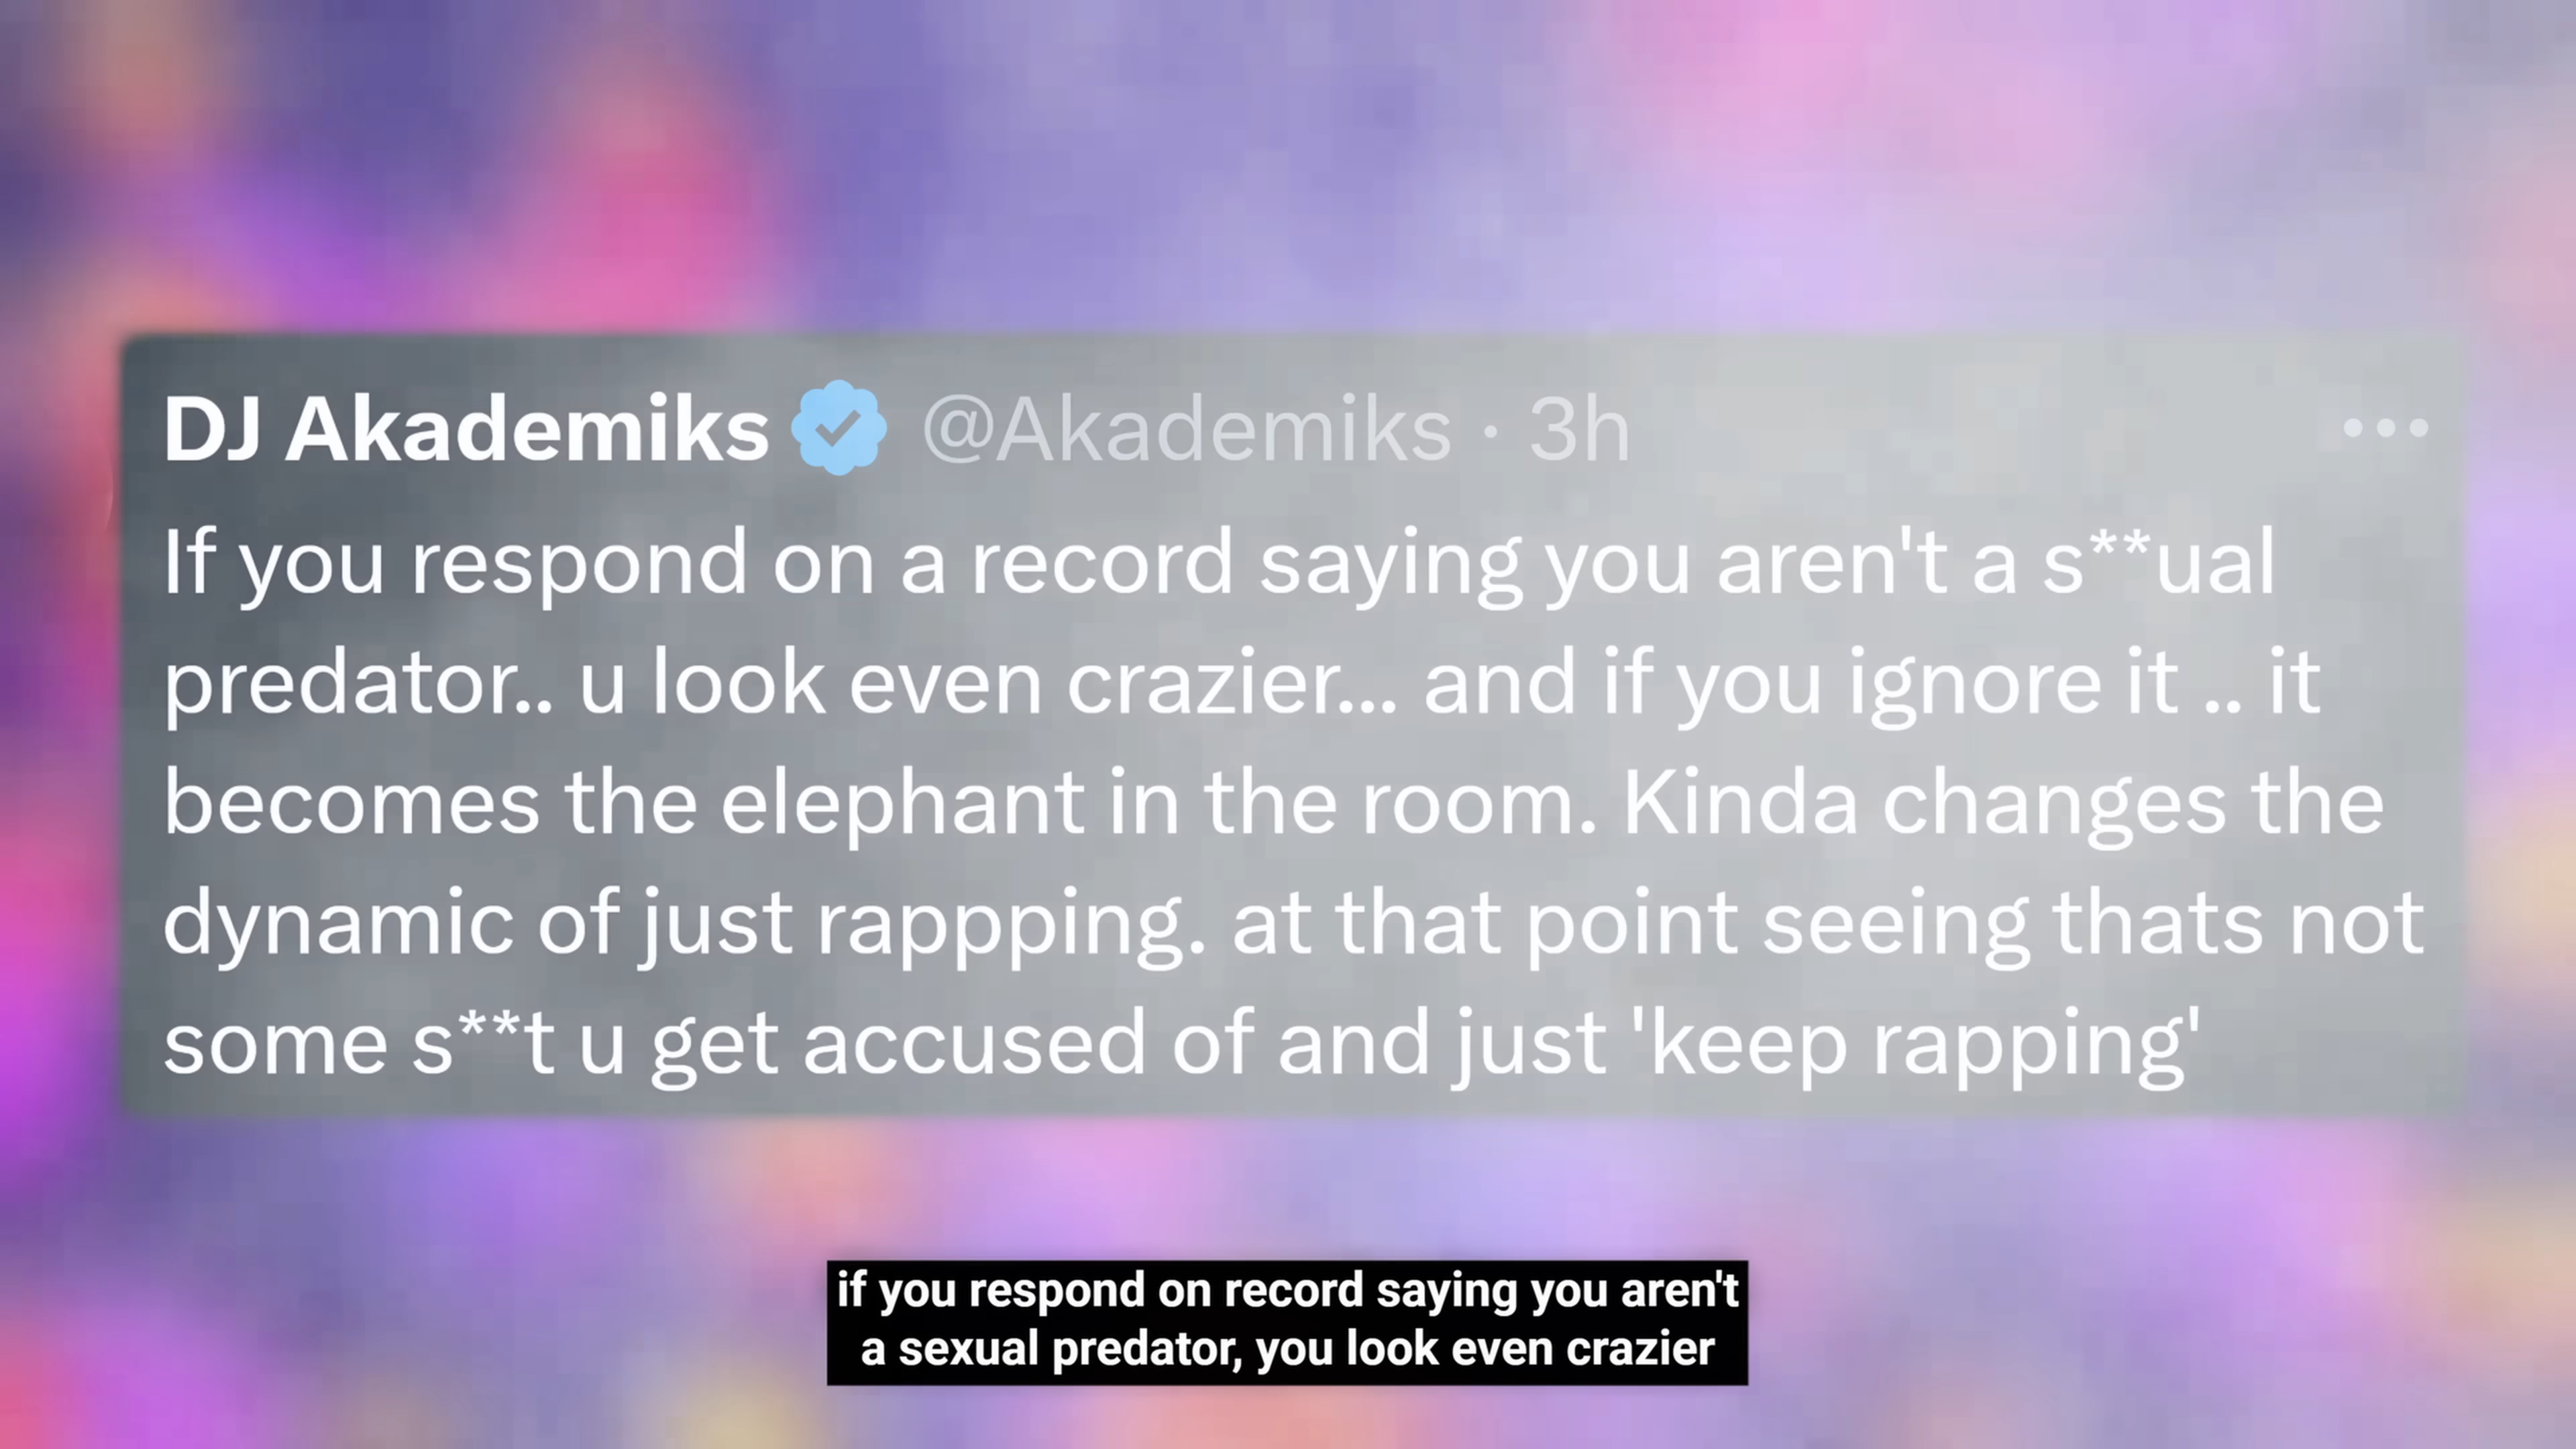 DJ Akademiks @Akademiks · 3h
If you respond on a record saying you aren't a s**ual
predator.. u look even crazier... and if you ignore it .. it
becomes the elephant in the room. Kinda changes the
dynamic of just rappping. at that point seeing thats not
some s**t u get accused of and just 'keep rapping'
if you respond on record saying you aren't
a sexual predator, you look even crazier